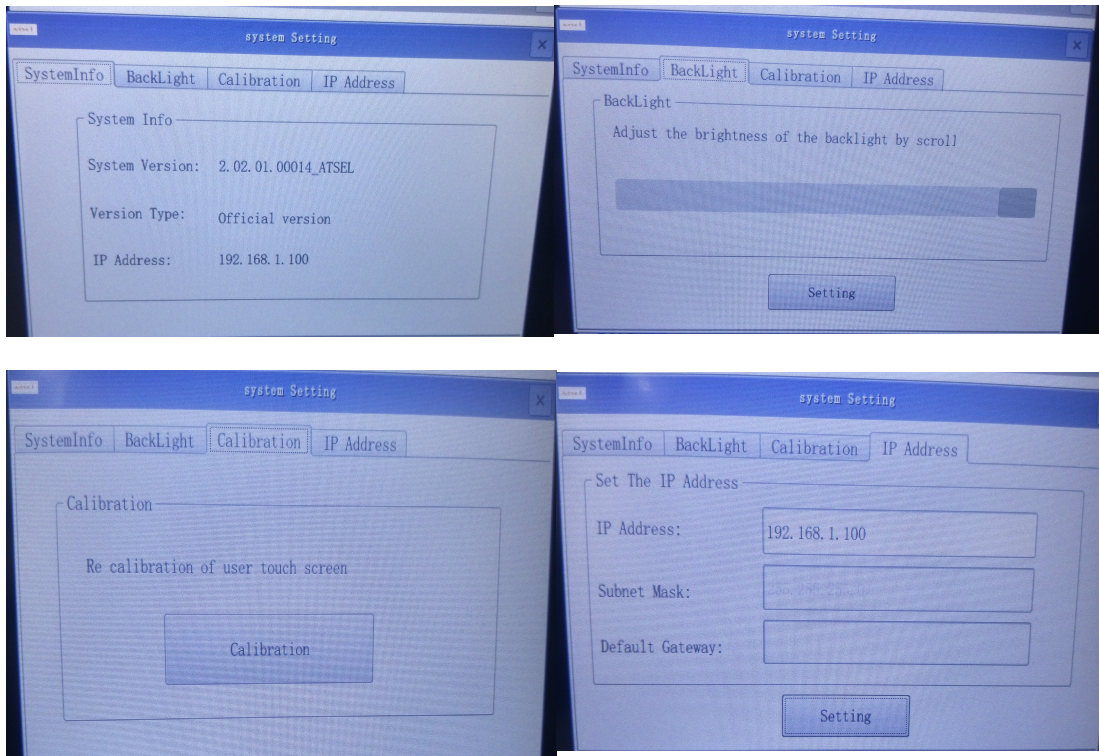 system Setting
X
SystemInfo BackLight Calibration IP Address
System Info
System Version: 2.02.01.00014_ATSEL
Version Type: Official version
IP Address: 192.168.1.100
system Setting
X
SystemInfo BackLight Calibration IP Address
BackLight
Adjust the brightness of the backlight by scroll
Setting
system Setting
X
SystemInfo BackLight Calibration IP Address
Calibration
Re calibration of user touch screen
Calibration
system Setting
SystemInfo BackLight Calibration IP Address
Set The IP Address
IP Address: 192.168.1.100
Subnet Mask:
Default Gateway:
Setting